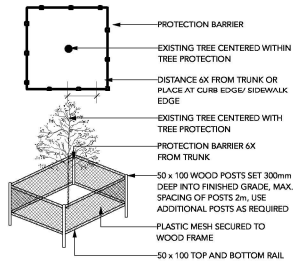 PROTECTION BARRIER
EXISTING TREE CENTERED WITHIN
TREE PROTECTION
DISTANCE 6X FROM TRUNK OR
PLACE AT CURB EDGE/ SIDEWALK
EDGE
EXISTING TREE CENTERED WITH
TREE PROTECTION
PROTECTION BARRIER 6X
FROM TRUNK
50 x 100 WOOD POSTS SET 300mm
DEEP INTO FINISHED GRADE, MAX.
SPACING OF POSTS 2m, USE
ADDITIONAL POSTS AS REQUIRED
PLASTIC MESH SECURED TO
WOOD FRAME
50 x 100 TOP AND BOTTOM RAIL